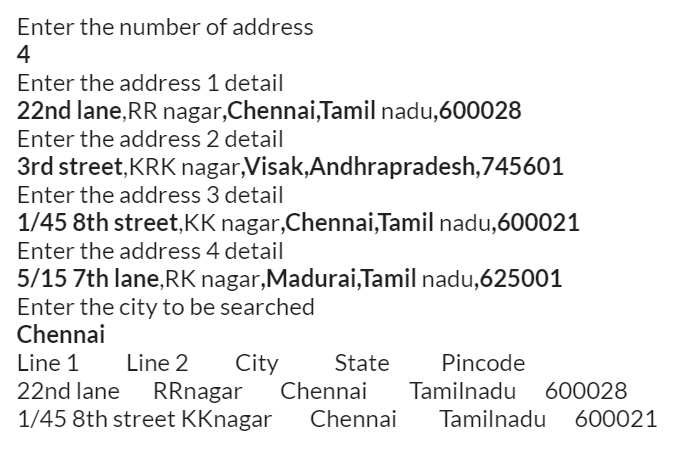 Enter the number of address
4
Enter the address 1 detail
22nd lane,RR nagar,Chennai,Tamil nadu,600028
Enter the address 2 detail
3rd street,KRK nagar,Visak,Andhrapradesh,745601
Enter the address 3 detail
1/45 8th street,KK nagar,Chennai,Tamil nadu,600021
Enter the address 4 detail
5/15 7th lane,RK nagar,Madurai,Tamil nadu,625001
Enter the city to be searched
Chennai
Line 1 Line 2 City State Pincode
22nd lane RRnagar Chennai Tamilnadu 600028
1/45 8th street KKnagar Chennai Tamilnadu 600021